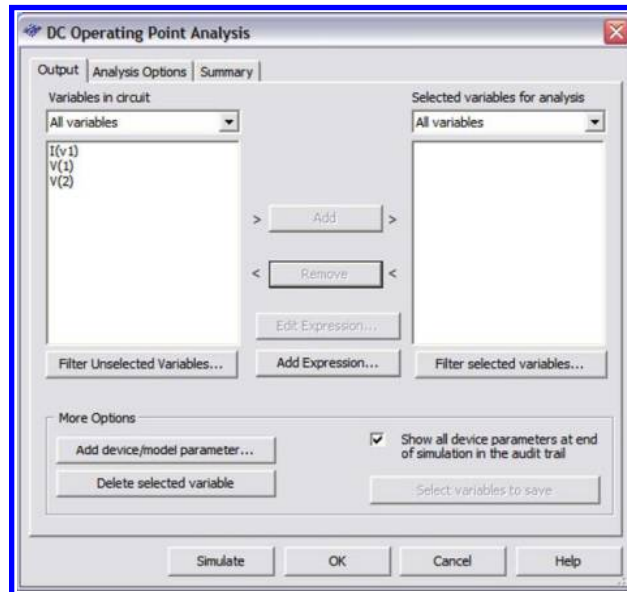 DC Operating Point Analysis
Output Analysis Options Summary
Variables in circuit
All variables
I(v1)
V(1)
V(2)
Selected variables for analysis
All variables
> Add >
< Remove <
Edit Expression...
Add Expression...
Filter Unselected Variables...
Filter selected variables...
More Options
Add device/model parameter...
Delete selected variable
Show all device parameters at end
of simulation in the audit trail
Select variables to save
Simulate OK Cancel Help